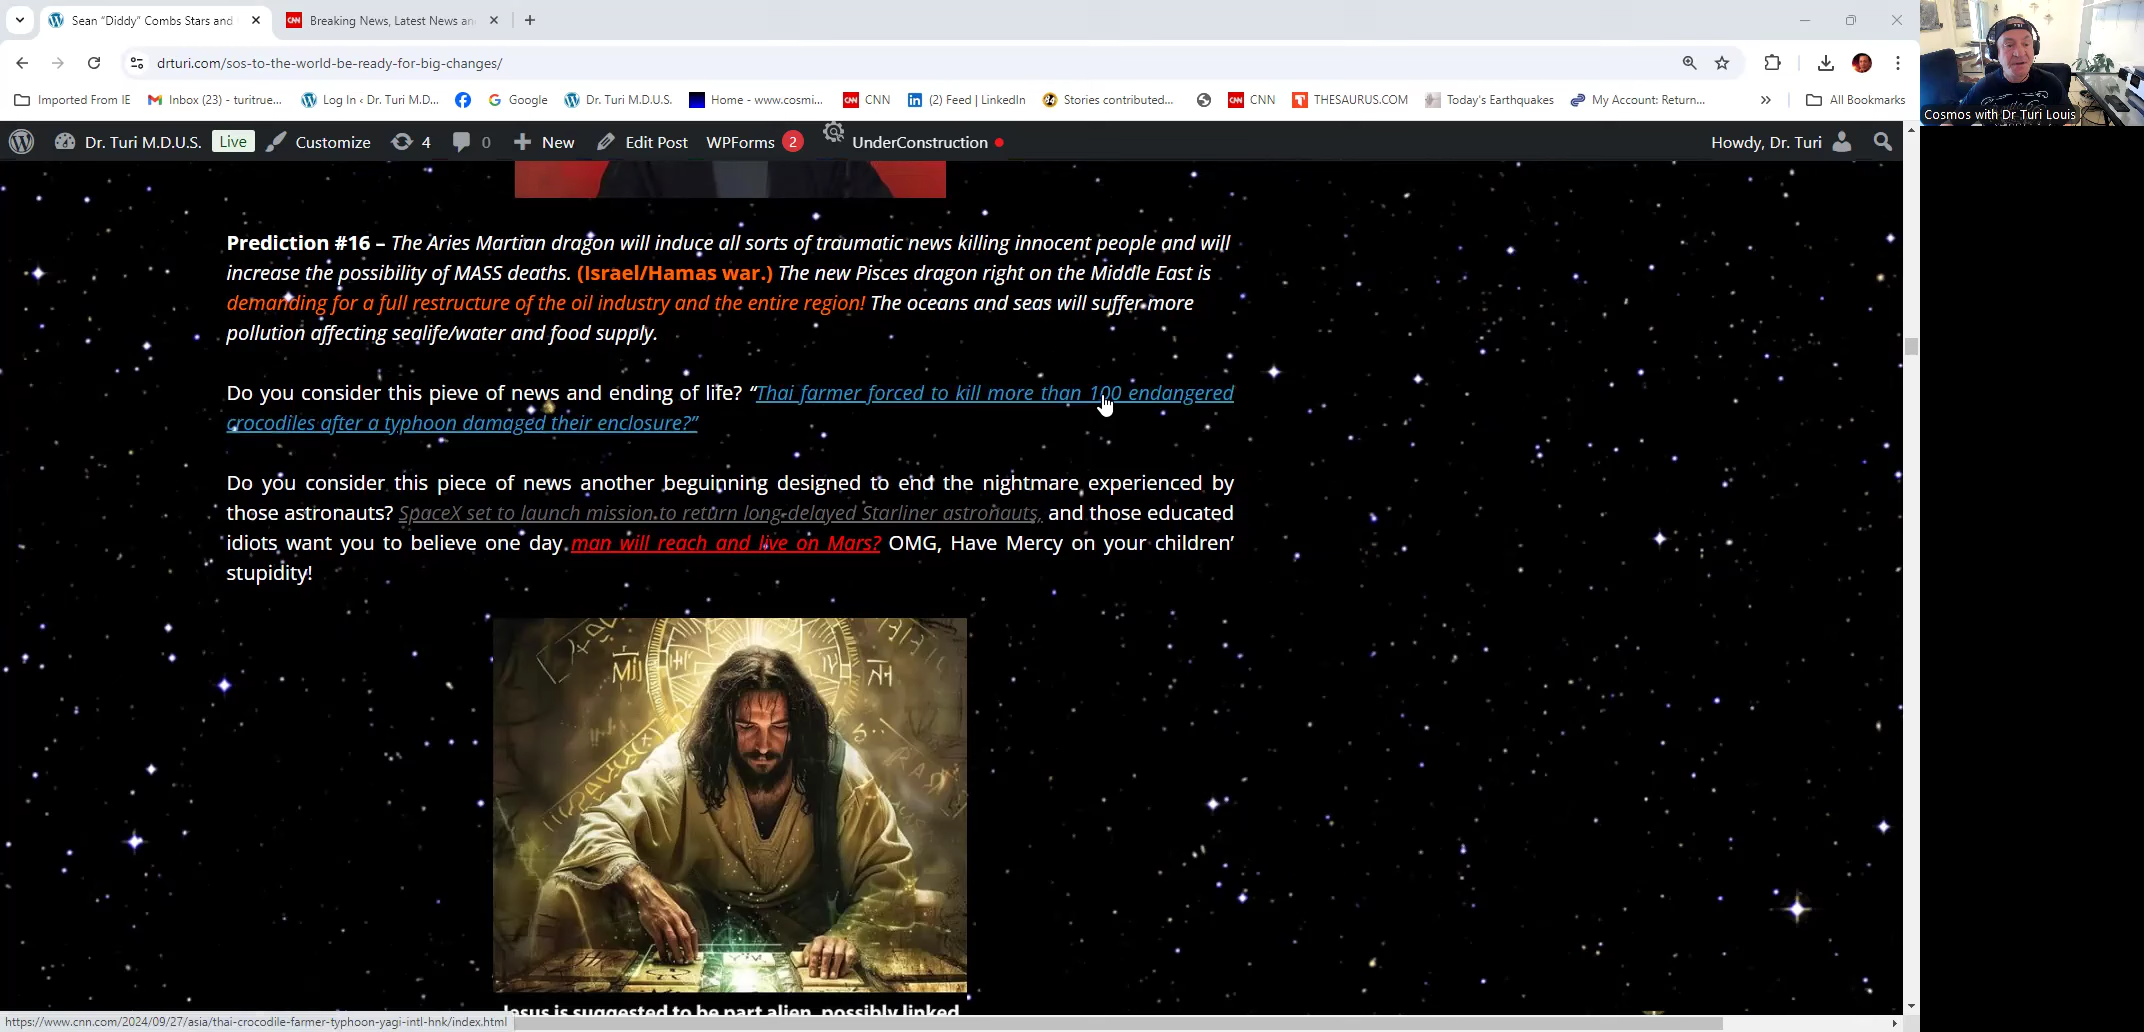 Sean "Diddy" Combs Stars and
Breaking News, Latest News an
drturi.com/sos-to-the-world-be-ready-for-big-changes/
Imported From IE
Inbox (23) - turitrue...
Log In ‹ Dr. Turi M.D...
Google
Dr. Turi M.D.U.S.
Home - www.cosmi...
CNN
(2) Feed | LinkedIn
Stories contributed...
CNN
THESAURUS.COM
Today's Earthquakes
My Account: Return...
»
All Bookmarks
Cosmos with Dr Turi Louis
Dr. Turi M.D.U.S.
Live
Customize
4
0
New
Edit Post
WPForms 2
UnderConstruction
Howdy, Dr. Turi
Prediction #16 – The Aries Martian dragon will induce all sorts of traumatic news killing innocent people and will
increase the possibility of MASS deaths. (Israel/Hamas war.) The new Pisces dragon right on the Middle East is
demanding for a full restructure of the oil industry and the entire region! The oceans and seas will suffer more
pollution affecting sealife/water and food supply.
Do you consider this pieve of news and ending of life? “Thai farmer forced to kill more than 100 endangered
crocodiles after a typhoon damaged their enclosure?”
Do you consider this piece of news another beguinning designed to end the nightmare experienced by
those astronauts? SpaceX set to launch mission to return long-delayed Starliner astronauts, and those educated
idiots want you to believe one day man will reach and live on Mars? OMG, Have Mercy on your children’
stupidity!
Jesus is suggested to be part alien, possibly linked
https://www.cnn.com/2024/09/27/asia/thai-crocodile-farmer-typhoon-yagi-intl-hnk/index.html